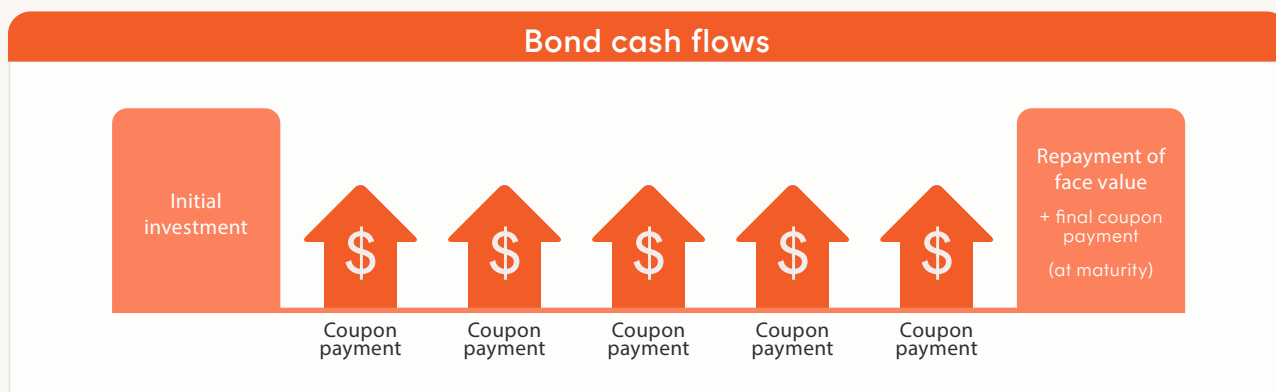 Bond cash flows
Initial
investment
$
$
$
$
$
Repayment of
face value
+ final coupon
payment
(at maturity)
Coupon
payment
Coupon
payment
Coupon
payment
Coupon
payment
Coupon
payment